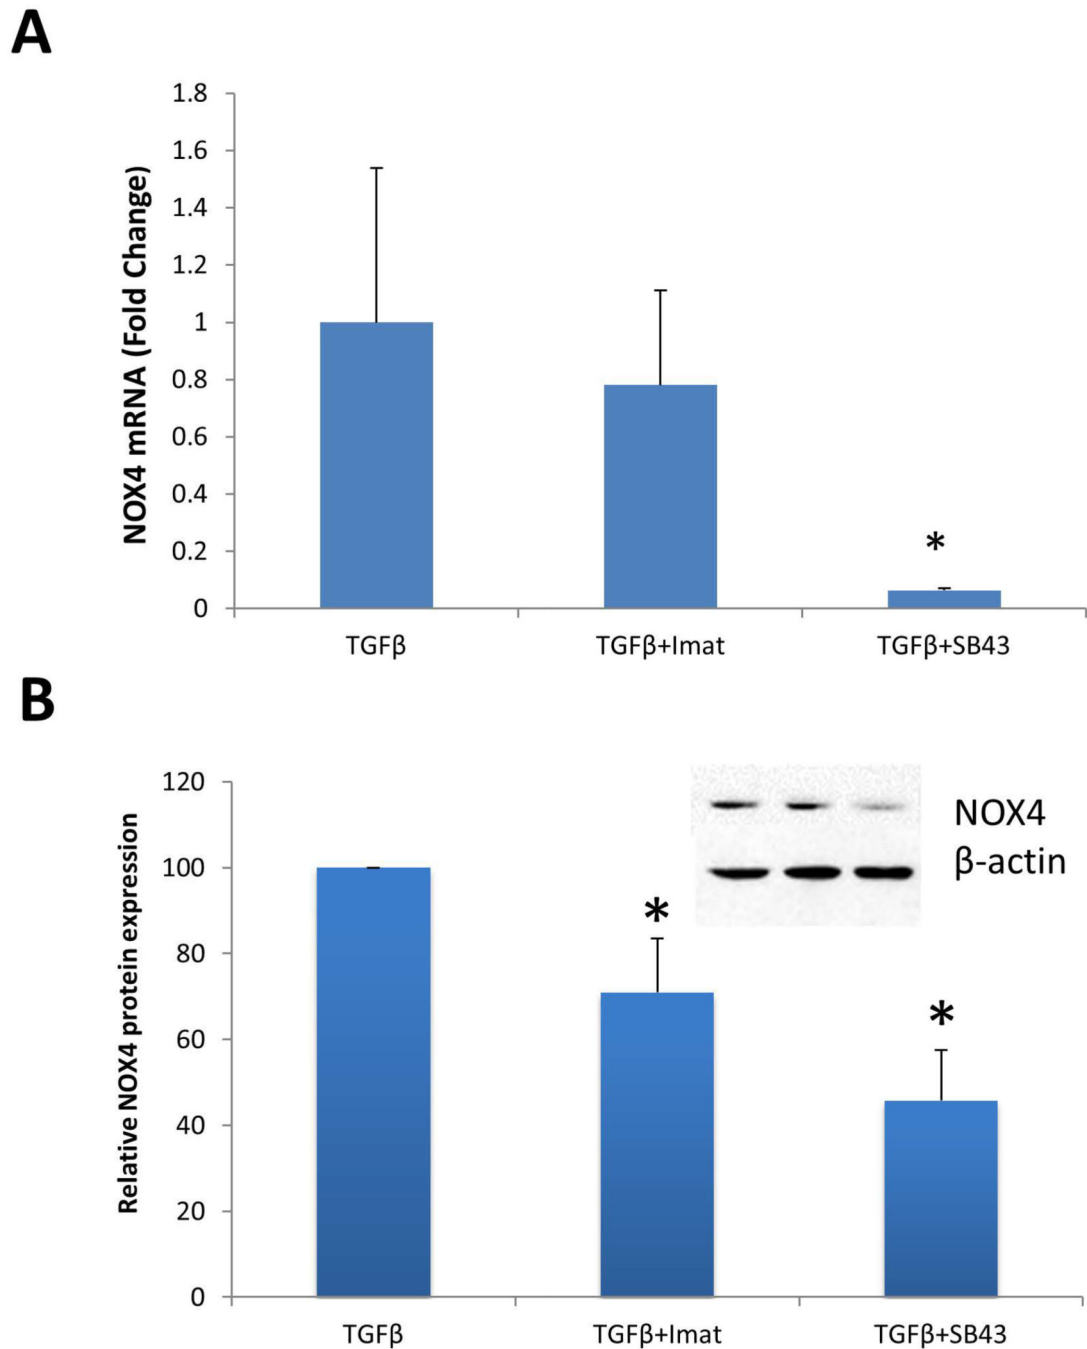 A
NOX4 mRNA (Fold Change)
1.8
1.6
1.4
1.2
1
0.8
0.6
0.4
0.2
0
*
TGFβ
TGFβ+Imat
TGFβ+SB43
B
Relative NOX4 protein expression
120
100
80
60
40
20
0
NOX4
β-actin
*
*
TGFβ
TGFβ+Imat
TGFβ+SB43